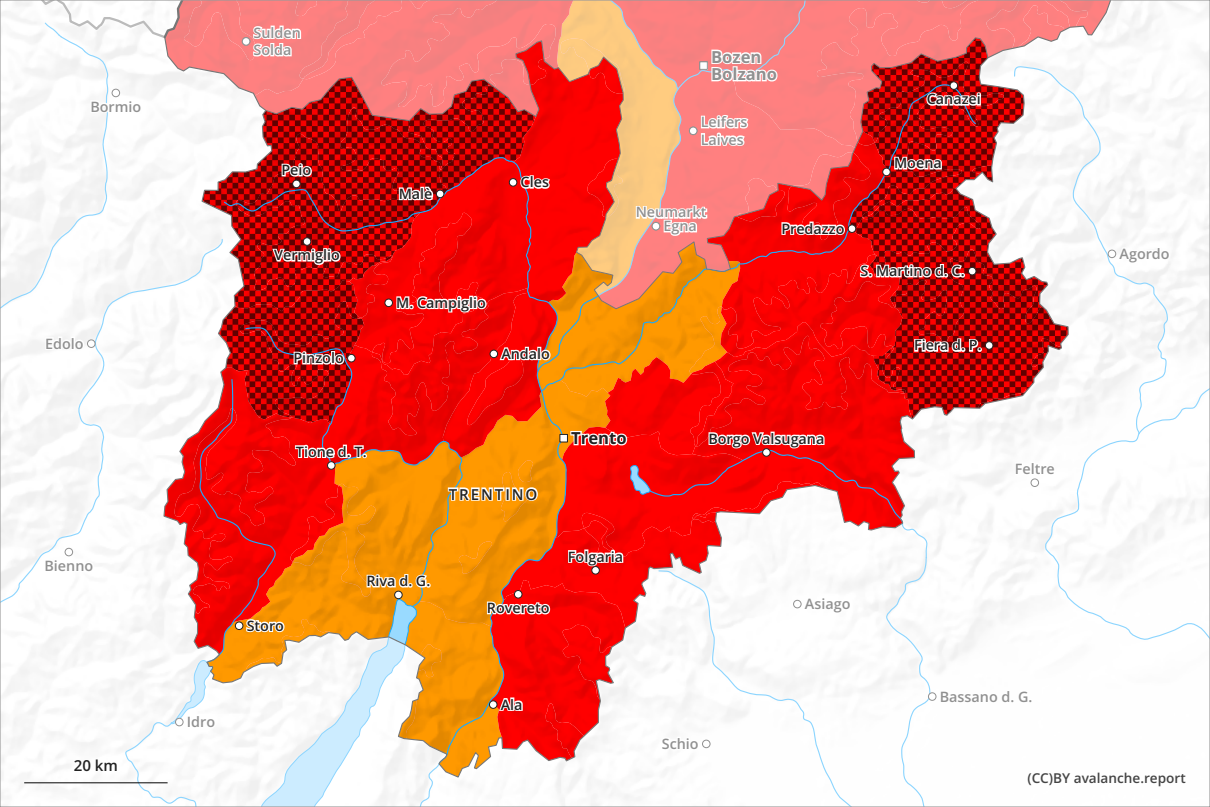 Sulden
Solda
Bozen
Bolzano
Bormio
Canazei
Leifers
Laives
Peio
Moena
Malè
Cles
Neumarkt
Egna
Predazzo
Vermiglio
Agordo
S. Martino d. C.
M. Campiglio
Edolo
Pinzolo
Andalo
Fiera d. P.
Trento
Borgo Valsugana
Tione d. T.
Feltre
TRENTINO
Bienno
Folgaria
Riva d. G.
Rovereto
Asiago
Storo
Bassano d. G.
Ala
Idro
Schio
20 km
(CC)BY avalanche.report